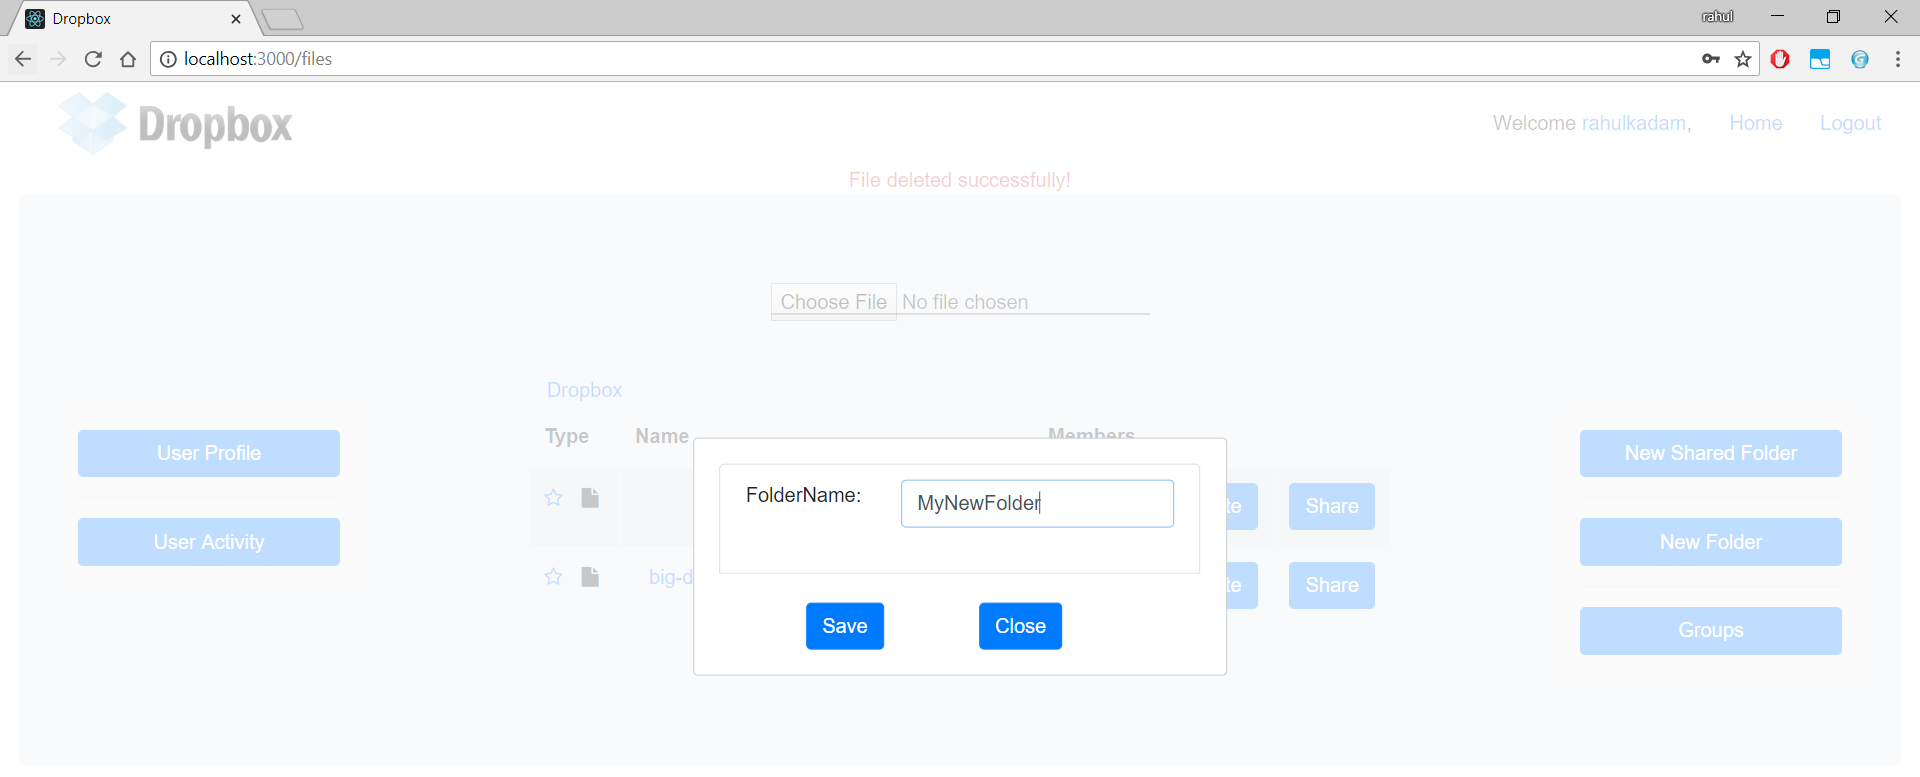 Dropbox
rahul
localhost:3000/files
Dropbox
Welcome rahulkadam, Home Logout
File deleted successfully!
Choose File No file chosen
Dropbox
Type Name Members
User Profile
New Shared Folder
FolderName: MyNewFolder
te Share
User Activity
New Folder
big-d
te Share
Save Close
Groups